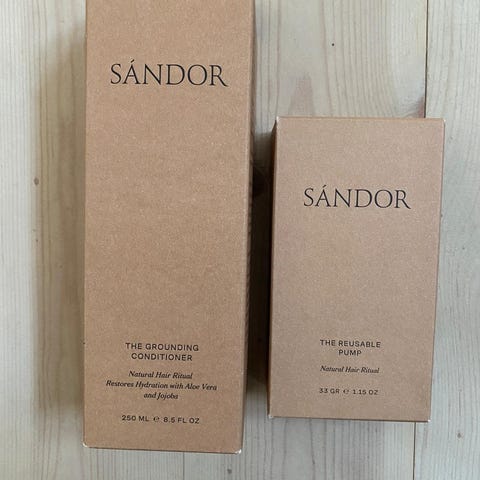 SÁNDOR
THE GROUNDING
CONDITIONER
Natural Hair Ritual
Restores Hydration with Aloe Vera
and Jojoba
250 ML ℮ 8.5 FL OZ
SÁNDOR
THE REUSABLE
PUMP
Natural Hair Ritual
33 GR ℮ 1.15 OZ